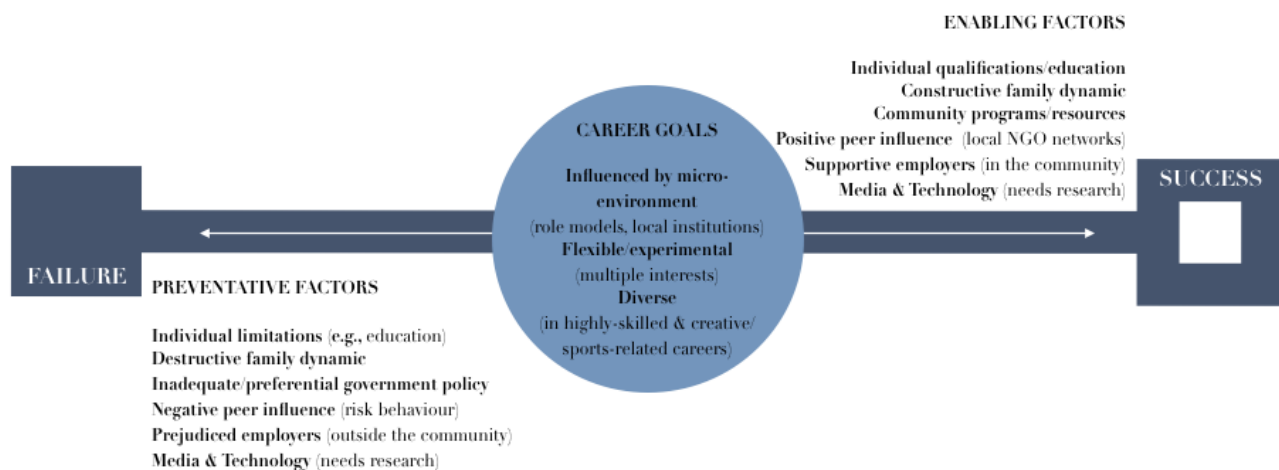 ENABLING FACTORS
Individual qualifications/education
Constructive family dynamic
Community programs/resources
Positive peer influence (local NGO networks)
Supportive employers (in the community)
Media & Technology (needs research)
SUCCESS
CAREER GOALS
Influenced by micro-
environment
(role models, local institutions)
Flexible/experimental
(multiple interests)
Diverse
(in highly-skilled & creative/
sports-related careers)
FAILURE
PREVENTATIVE FACTORS
Individual limitations (e.g., education)
Destructive family dynamic
Inadequate/preferential government policy
Negative peer influence (risk behaviour)
Prejudiced employers (outside the community)
Media & Technology (needs research)